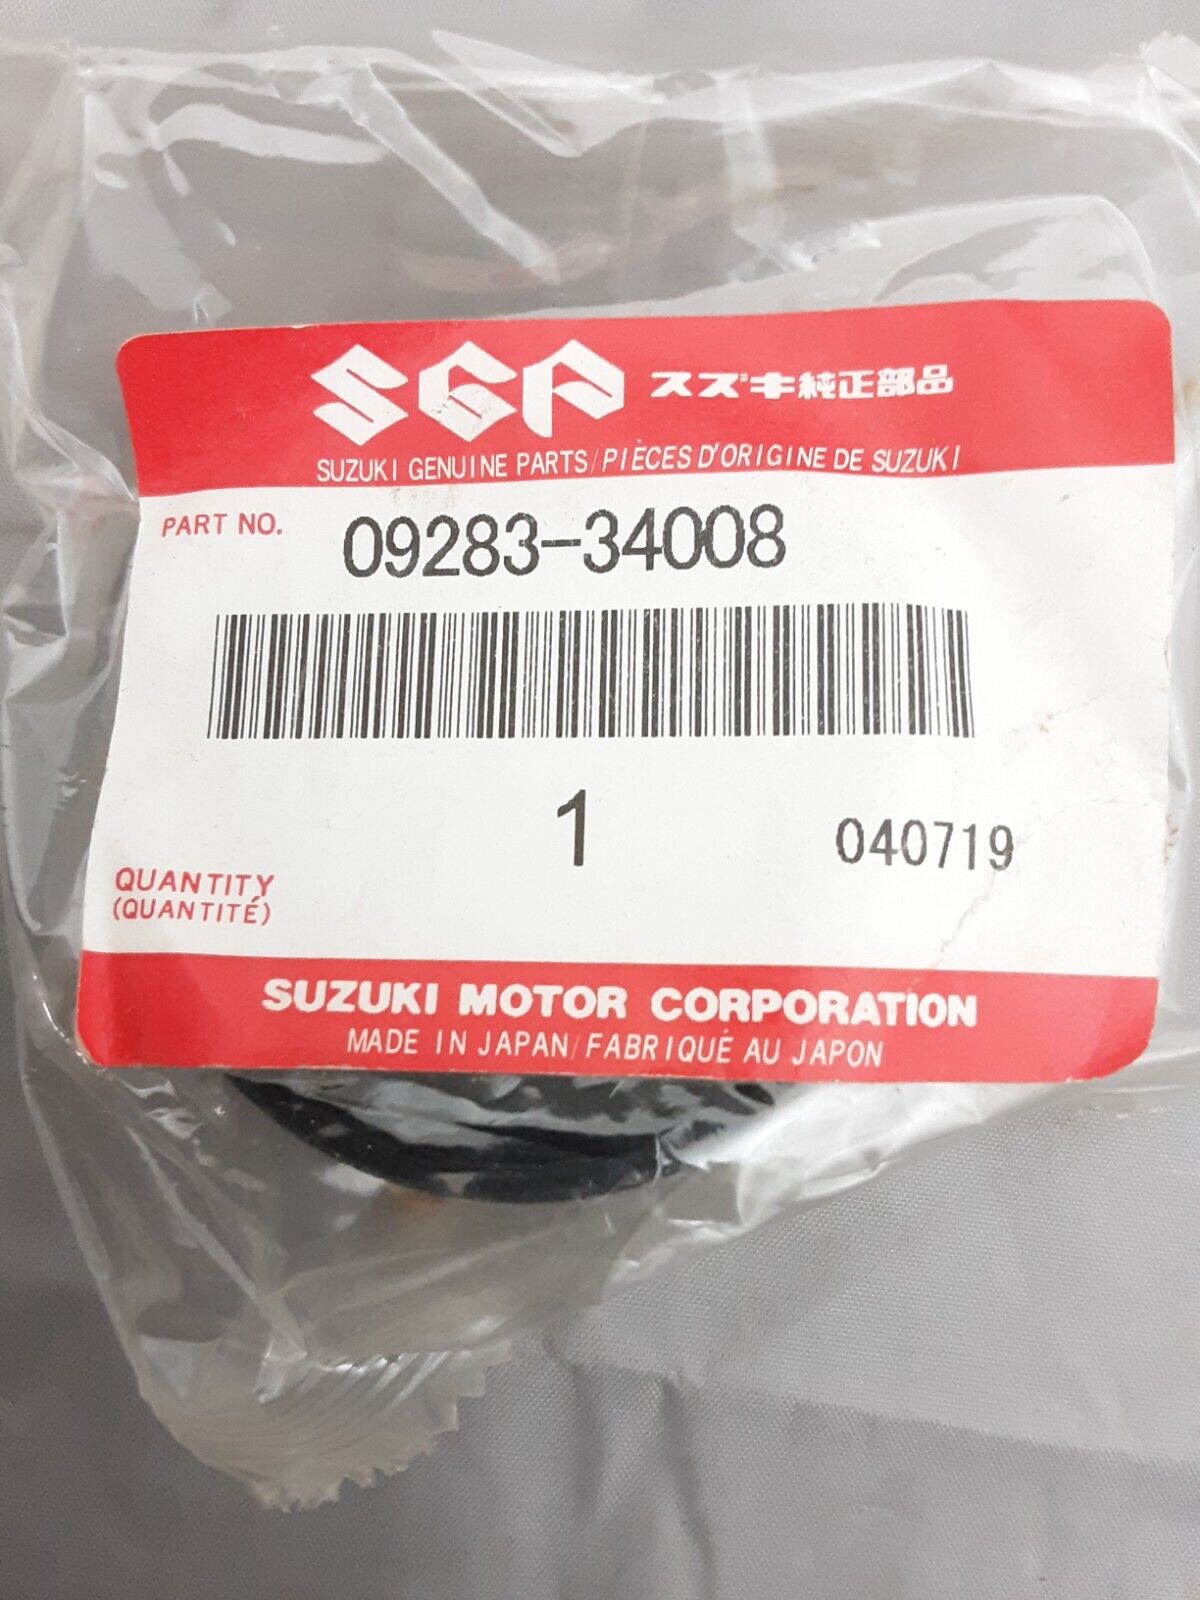 SGP スズキ純正部品
SUZUKI GENUINE PARTS/PIÈCES D'ORIGINE DE SUZUKI
PART NO. 09283-34008
1 040719
QUANTITY
(QUANTITÉ)
SUZUKI MOTOR CORPORATION
MADE IN JAPAN/FABRIQUÉ AU JAPON